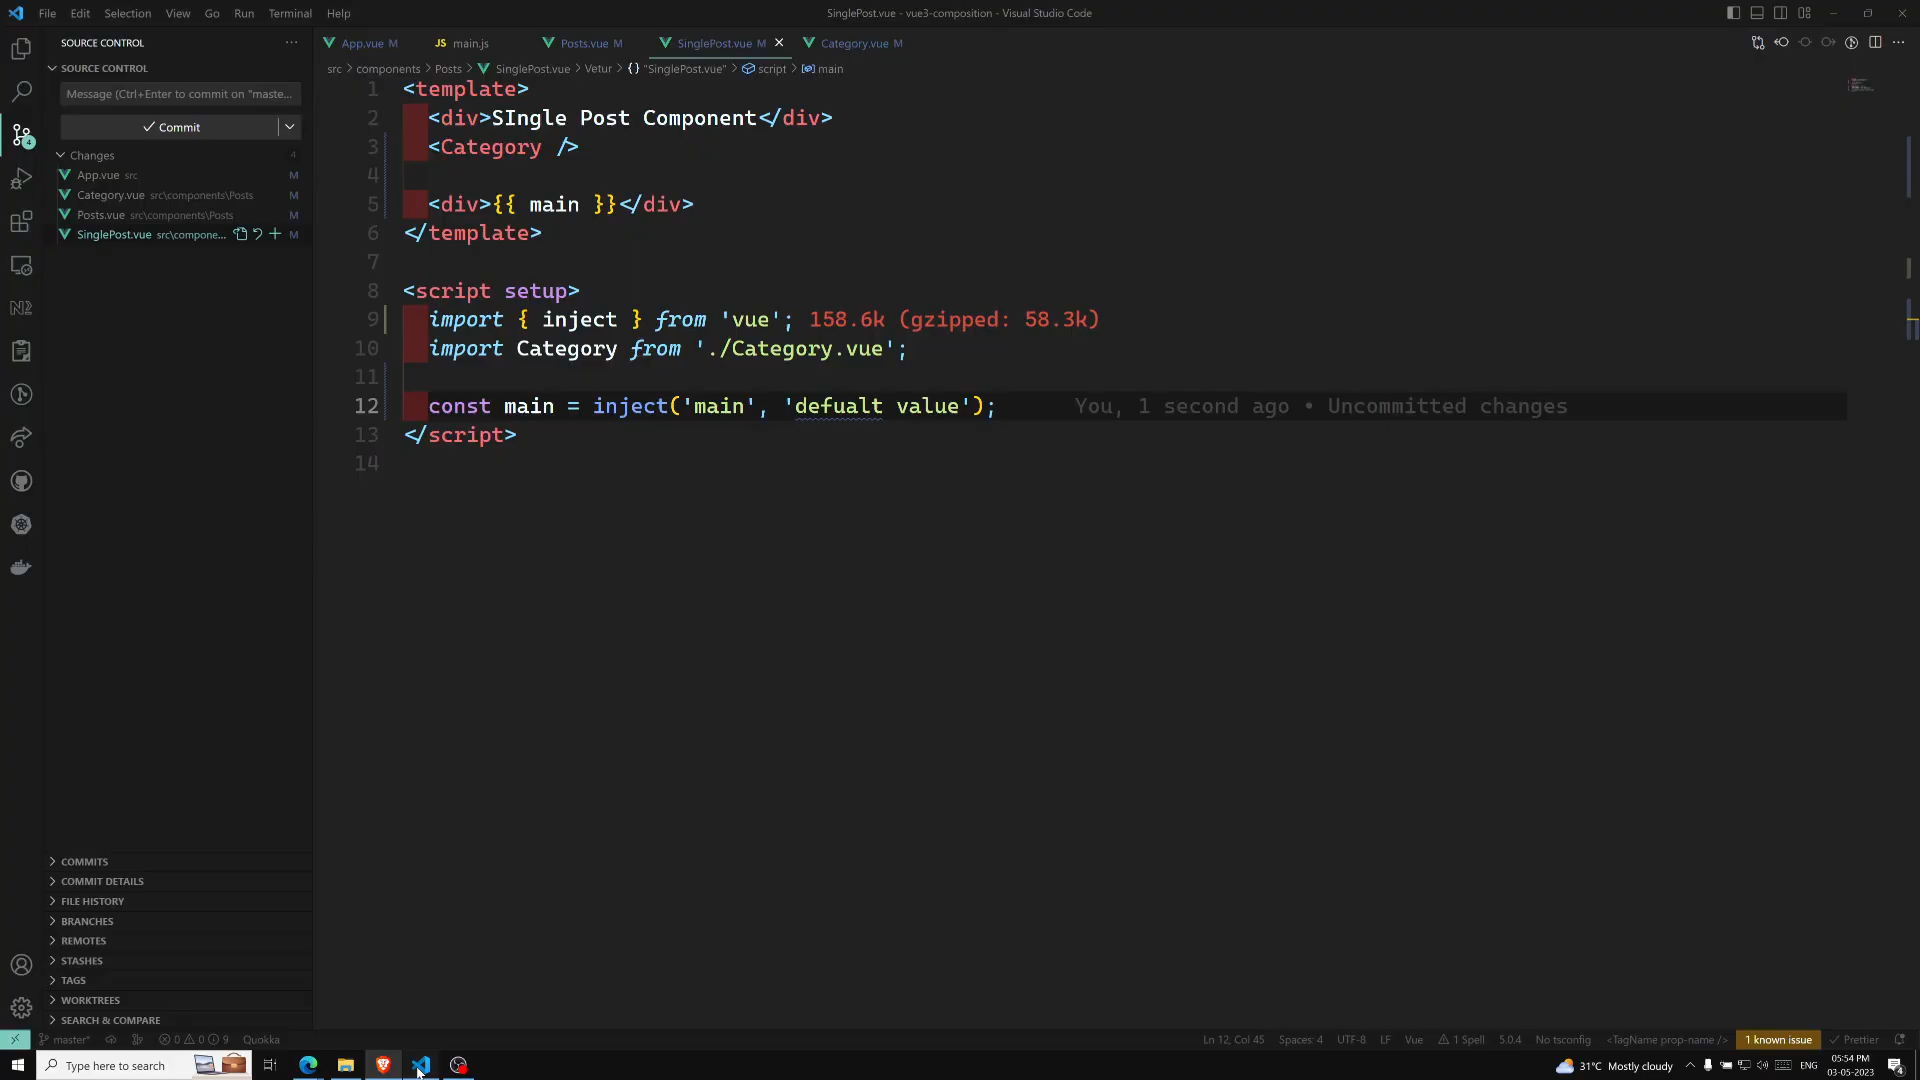 File Edit Selection View Go Run Terminal Help
SinglePost.vue - vue3-composition - Visual Studio Code
SOURCE CONTROL
App.vue M
JS main.js
Posts.vue M
SinglePost.vue M
Category.vue M
SOURCE CONTROL
src > components > Posts > SinglePost.vue > Vetur > {} "SinglePost.vue" > script > main
Message (Ctrl+Enter to commit on "maste...
Commit
Changes 4
App.vue src M
Category.vue src\components\Posts M
Posts.vue src\components\Posts M
SinglePost.vue src\compone... M
1 <template>
2 <div>SIngle Post Component</div>
3 <Category />
4
5 <div>{{ main }}</div>
6 </template>
7
8 <script setup>
9 import { inject } from 'vue'; 158.6k (gzipped: 58.3k)
10 import Category from './Category.vue';
11
12 const main = inject('main', 'defualt value'); You, 1 second ago • Uncommitted changes
13 </script>
14
4
COMMITS
COMMIT DETAILS
FILE HISTORY
BRANCHES
REMOTES
STASHES
TAGS
WORKTREES
SEARCH & COMPARE
master* 0 0 9 Quokka
Ln 12, Col 45 Spaces: 4 UTF-8 LF Vue 1 Spell 5.0.4 No tsconfig <TagName prop-name /> 1 known issue Prettier
Type here to search
31°C Mostly cloudy
ENG
05:54 PM
03-05-2023
4